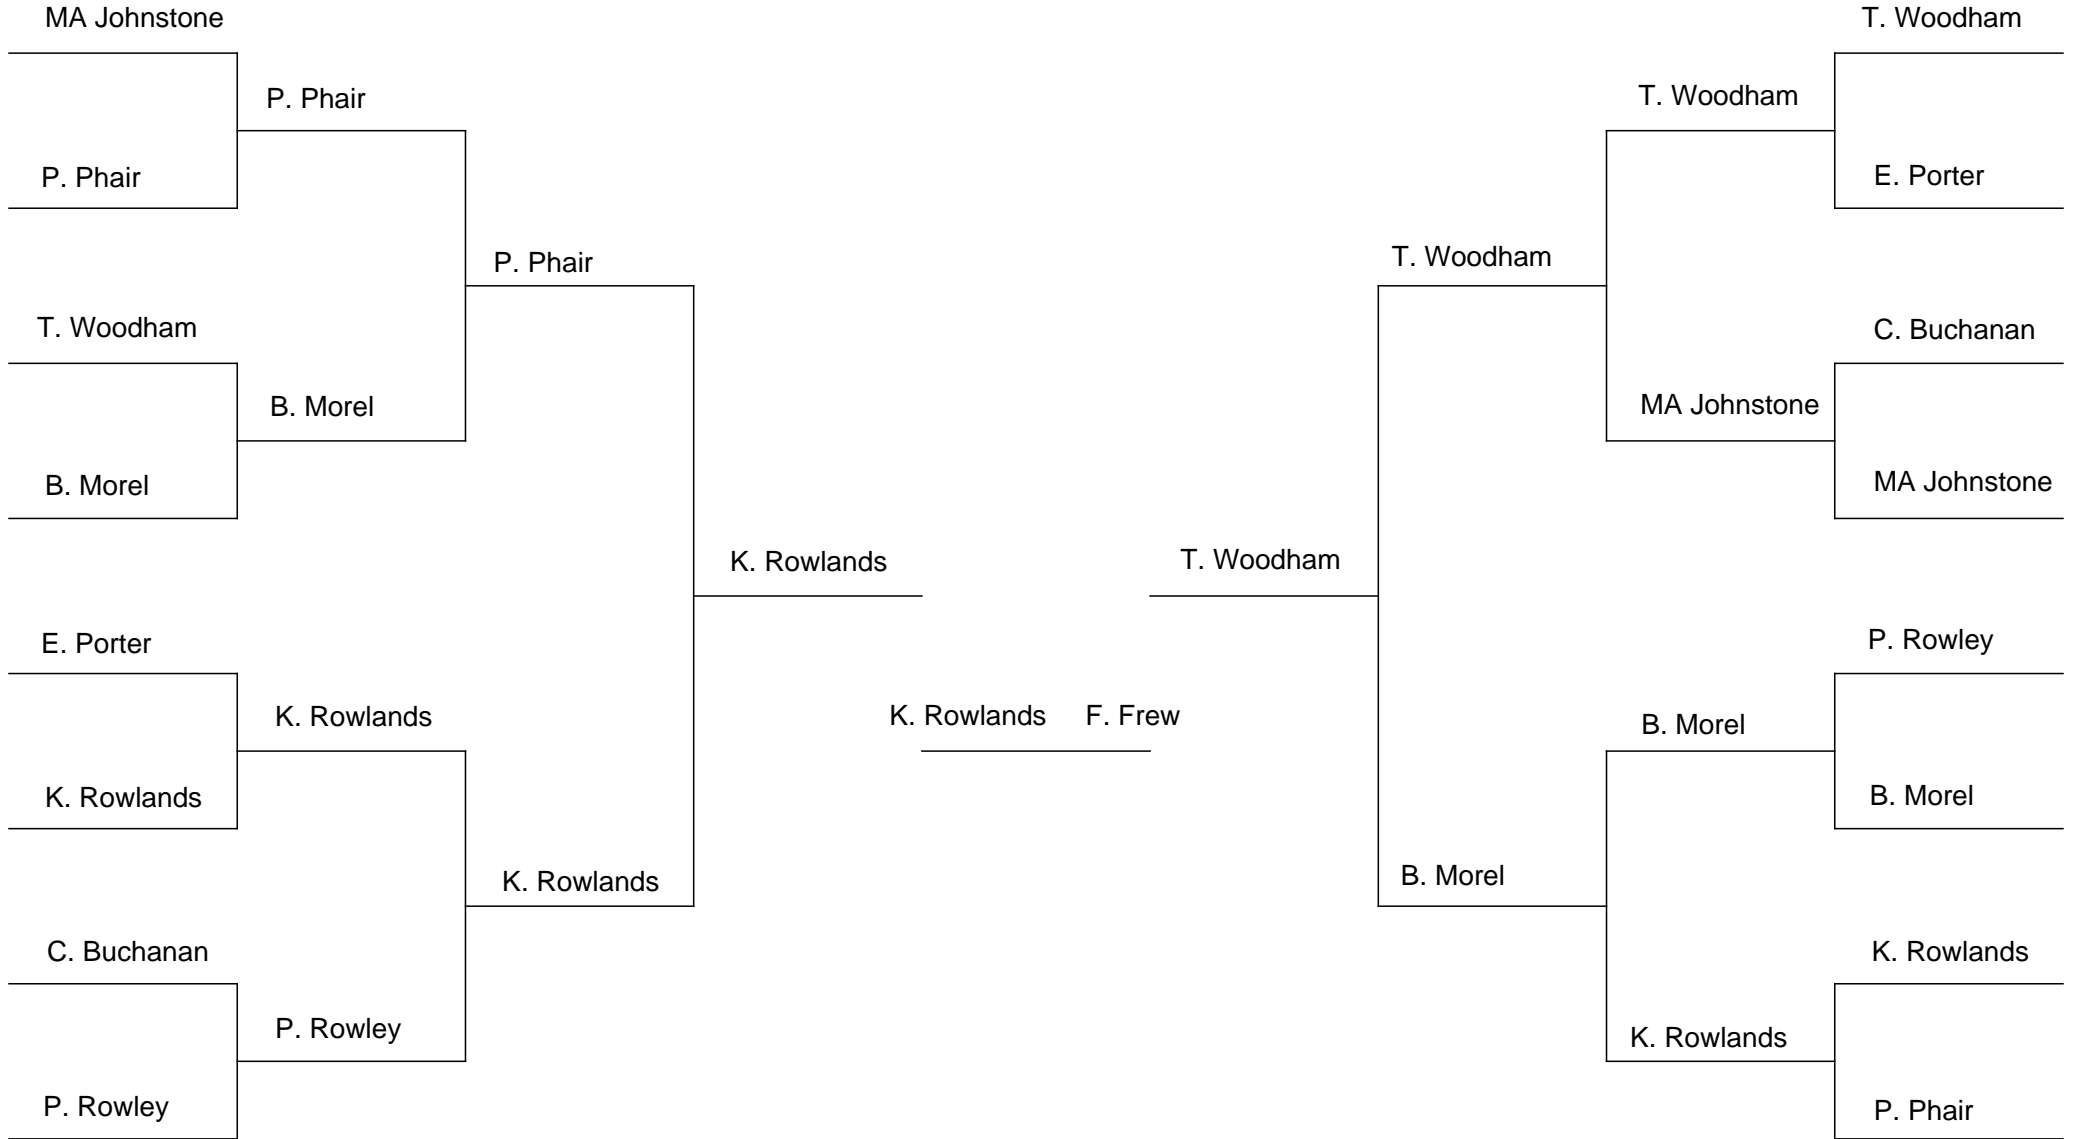 MA Johnstone
T. Woodham
P. Phair
T. Woodham
P. Phair
E. Porter
P. Phair
T. Woodham
T. Woodham
C. Buchanan
B. Morel
MA Johnstone
B. Morel
MA Johnstone
K. Rowlands
T. Woodham
E. Porter
P. Rowley
K. Rowlands
K. Rowlands
F. Frew
B. Morel
K. Rowlands
B. Morel
K. Rowlands
B. Morel
C. Buchanan
K. Rowlands
P. Rowley
K. Rowlands
P. Rowley
P. Phair